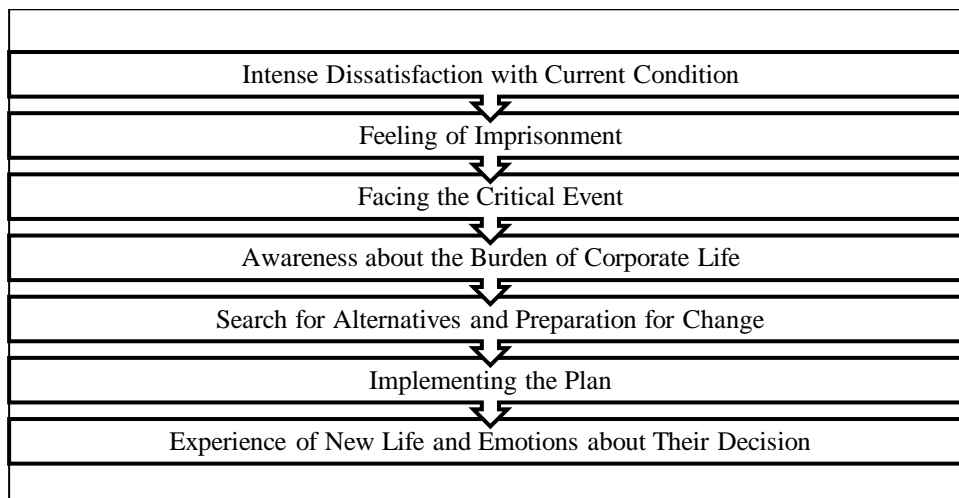 Intense Dissatisfaction with Current Condition
Feeling of Imprisonment
Facing the Critical Event
Awareness about the Burden of Corporate Life
Search for Alternatives and Preparation for Change
Implementing the Plan
Experience of New Life and Emotions about Their Decision